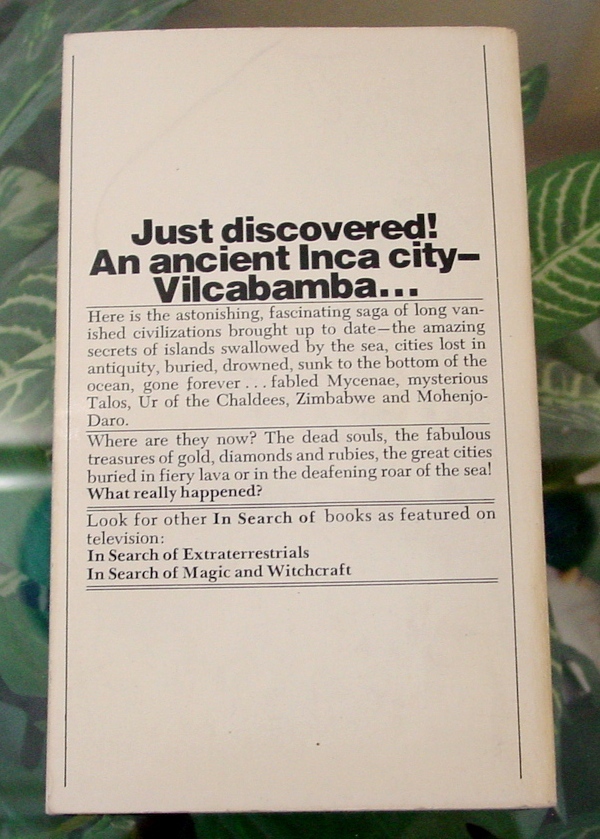 Just discovered!
An ancient Inca city—
Vilcabamba...
Here is the astonishing, fascinating saga of long van-
ished civilizations brought up to date—the amazing
secrets of islands swallowed by the sea, cities lost in
antiquity, buried, drowned, sunk to the bottom of the
ocean, gone forever . . . fabled Mycenae, mysterious
Talos, Ur of the Chaldees, Zimbabwe and Mohenjo-
Daro.
Where are they now? The dead souls, the fabulous
treasures of gold, diamonds and rubies, the great cities
buried in fiery lava or in the deafening roar of the sea!
What really happened?
Look for other In Search of books as featured on
television:
In Search of Extraterrestrials
In Search of Magic and Witchcraft